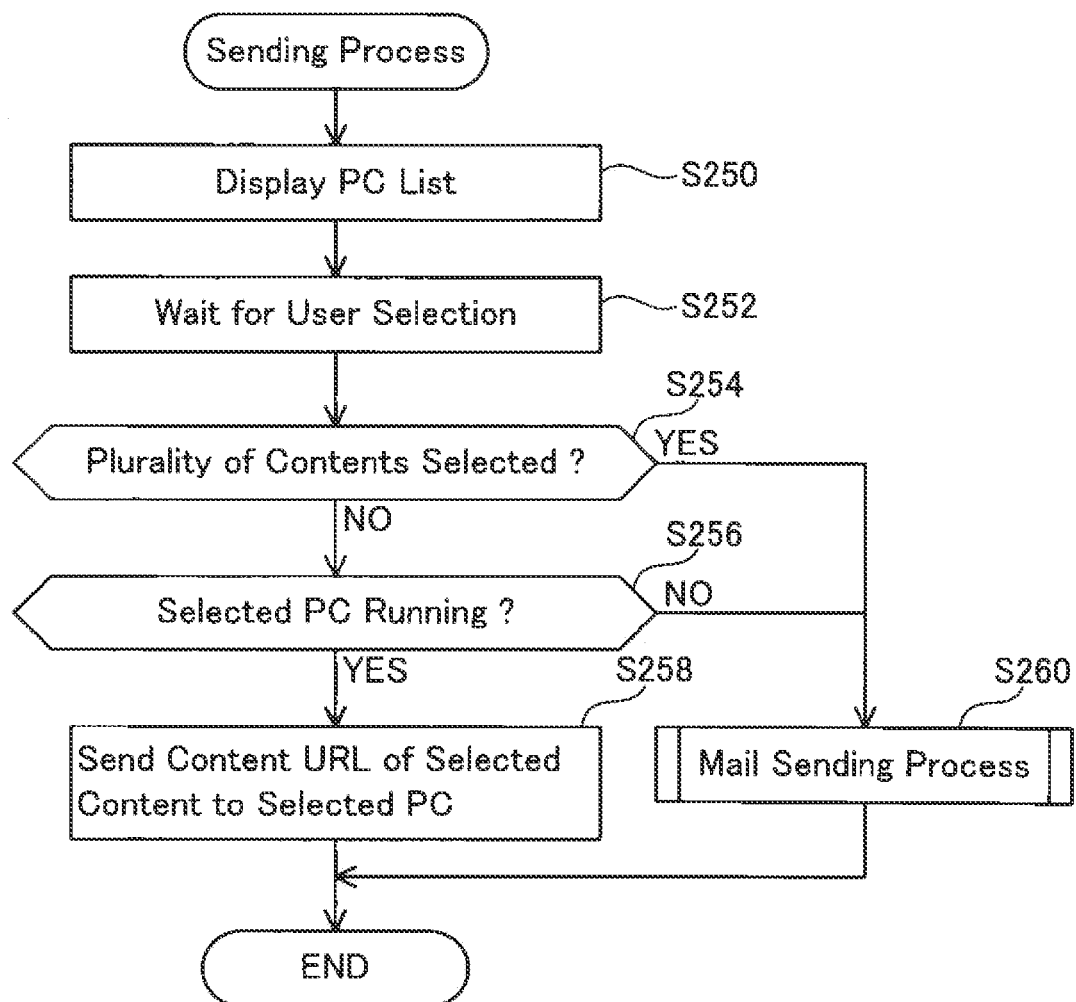 Sending Process
Display PC List
S250
Wait for User Selection
S252
S254
Plurality of Contents Selected ?
YES
NO
S256
Selected PC Running ?
NO
YES
S258
S260
Send Content URL of Selected
Content to Selected PC
Mail Sending Process
END